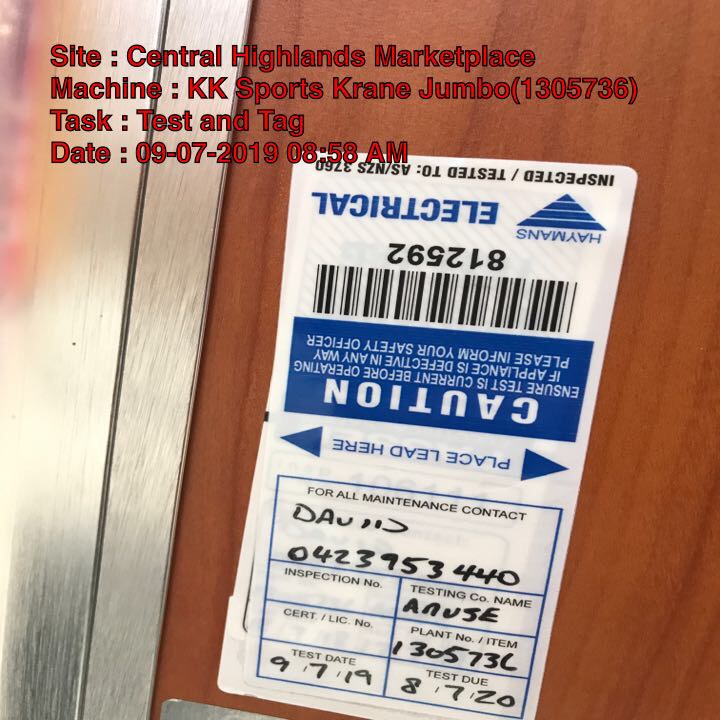 Site : Central Highlands Marketplace
Machine : KK Sports Krane Jumbo(1305736)
Task : Test and Tag
Date : 09-07-2019 08:58 AM
INSPECTED / TESTED TO: AS/NZS 3760
HAYMANS ELECTRICAL
812592
CAUTION
ENSURE TEST IS CURRENT BEFORE OPERATING
IF APPLIANCE IS DEFECTIVE IN ANY WAY
PLEASE INFORM YOUR SAFETY OFFICER
PLACE LEAD HERE
FOR ALL MAINTENANCE CONTACT
DAVID
0423953440
INSPECTION No.
TESTING Co. NAME
AMUSE
CERT. / LIC. No.
PLANT No. / ITEM
1305736
TEST DATE
9/7/19
TEST DUE
8/7/20